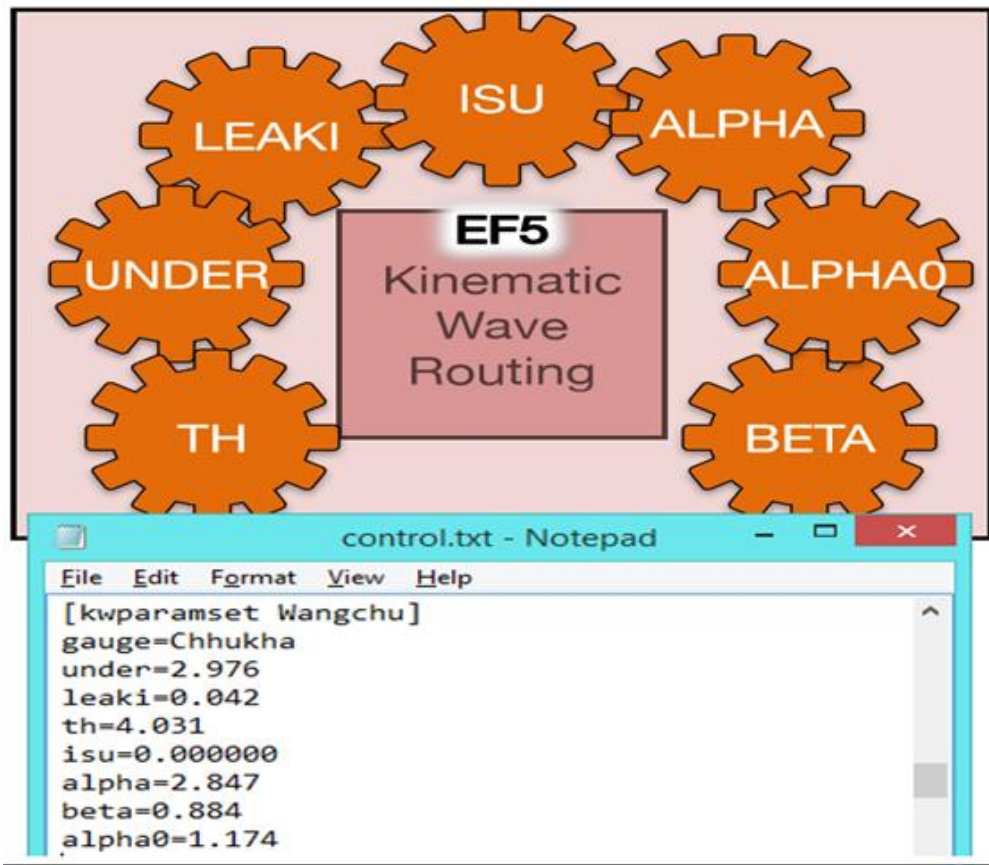 ISU
LEAKI
ALPHA
EF5
UNDER
ALPHA0
Kinematic
Wave
Routing
TH
BETA
control.txt - Notepad
File Edit Format View Help
[kwparamset Wangchu]
gauge=Chhukha
under=2.976
leaki=0.042
th=4.031
isu=0.000000
alpha=2.847
beta=0.884
alpha0=1.174